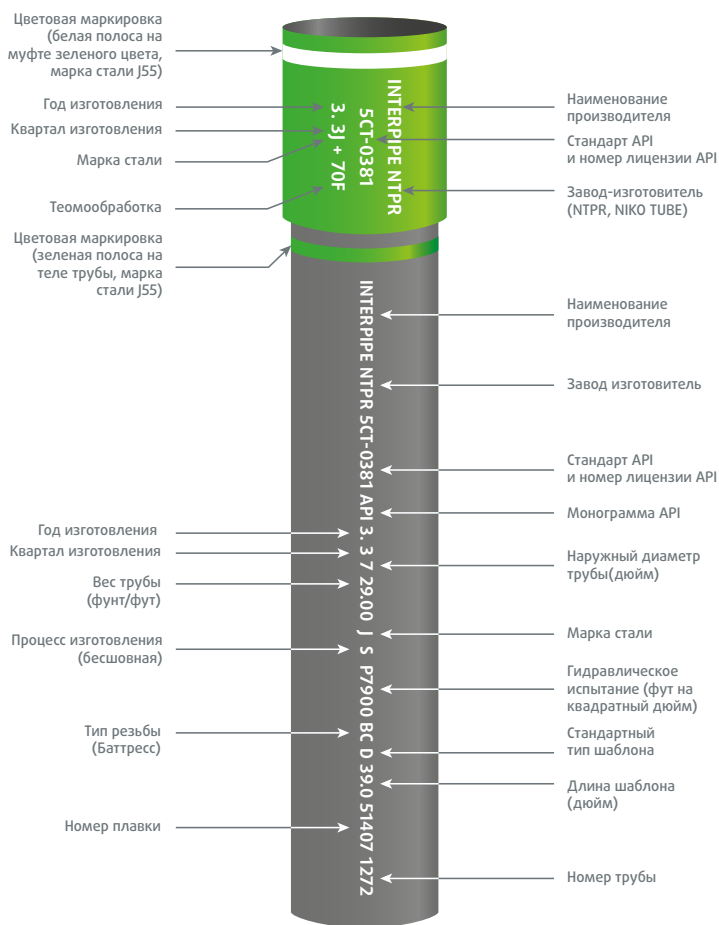 Цветовая маркировка
(белая полоса на
муфте зеленого цвета,
марка стали J55)
Год изготовления
Квартал изготовления
Марка стали
Теомообработка
Цветовая маркировка
(зеленая полоса на
теле трубы, марка
стали J55)
INTERPIPE NTPR
5CT-0381
3. 3J + 70F
Наименование
производителя
Стандарт API
и номер лицензии API
Завод-изготовитель
(NTPR, NIKO TUBE)
INTERPIPE NTPR 5CT-0381 API 3. 3 7 29.00 J S P7900 BC D 39.0 51407 1272
Год изготовления
Квартал изготовления
Вес трубы
(фунт/фут)
Процесс изготовления
(бесшовная)
Тип резьбы
(Баттресс)
Номер плавки
Наименование
производителя
Завод изготовитель
Стандарт API
и номер лицензии API
Монограмма API
Наружный диаметр
трубы(дюйм)
Марка стали
Гидравлическое
испытание (фут на
квадратный дюйм)
Стандартный
тип шаблона
Длина шаблона
(дюйм)
Номер трубы